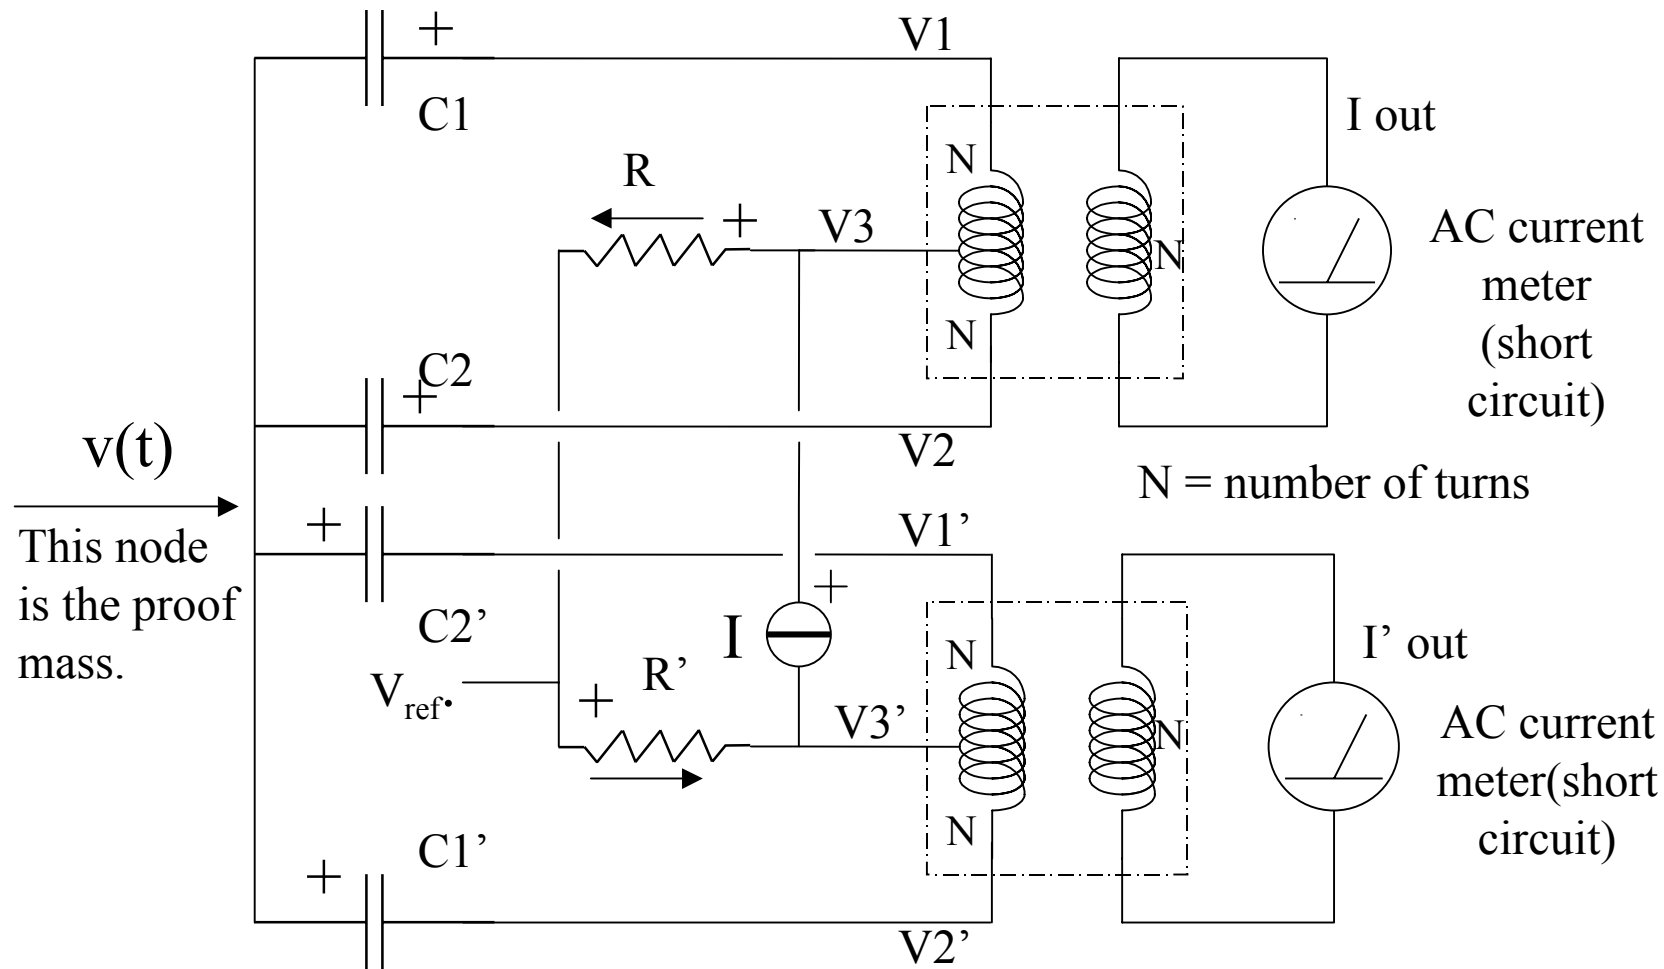 +
V1
C1
I out
N
R
+
V3
AC current
meter
(short
circuit)
N
N
C2
+
v(t)
V2
N = number of turns
This node
is the proof
mass.
+
V1’
+
C2’
I
N
I’ out
Vref.
R’
+
V3’
AC current
meter(short
circuit)
N
N
C1’
+
V2’